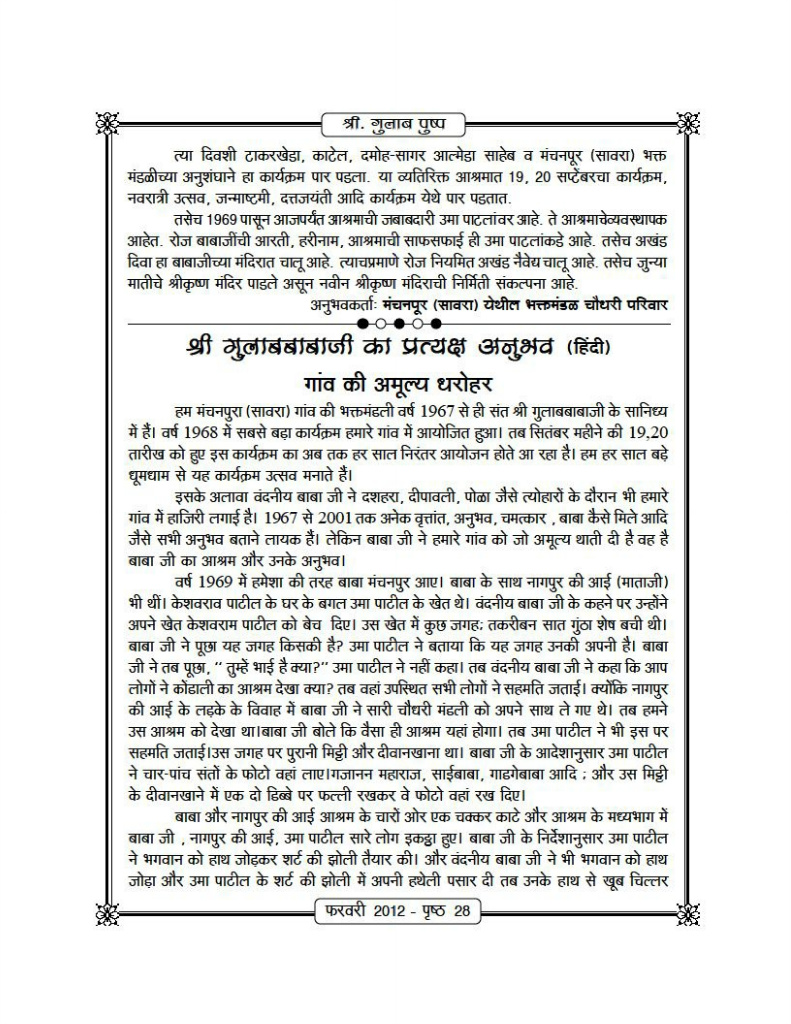 श्री. गुलाब पुष्प
त्या दिवशी टाकरखेडा, काटेल, दमोह-सागर आल्मेडा साहेब व मंचनपूर (सावरा) भक्त
मंडळीच्या अनुशंघाने हा कार्यक्रम पार पडला. या व्यतिरिक्त आश्रमात 19, 20 सप्टेंबरचा कार्यक्रम,
नवरात्री उत्सव, जन्माष्टमी, दत्तजयंती आदि कार्यक्रम येथे पार पडतात.
तसेच 1969 पासून आजपर्यंत आश्रमाची जबाबदारी उमा पाटलांवर आहे. ते आश्रमाचेव्यवस्थापक
आहेत. रोज बाबाजींची आरती, हरीनाम, आश्रमाची साफसफाई ही उमा पाटलांकडे आहे. तसेच अखंड
दिवा हा बाबाजीच्या मंदिरात चालू आहे. त्याचप्रमाणे रोज नियमित अखंड नैवेद्य चालू आहे. तसेच जुन्या
मातीचे श्रीकृष्ण मंदिर पाडले असून नवीन श्रीकृष्ण मंदिराची निर्मिती संकल्पना आहे.
अनुभवकर्ताः मंचनपूर (सावरा) येथील भक्तमंडळ चौधरी परिवार
श्री गुलाबबाबाजी का प्रत्यक्ष अनुभव (हिंदी)
गांव की अमूल्य धरोहर
हम मंचनपुरा (सावरा) गांव की भक्तमंडली वर्ष 1967 से ही संत श्री गुलाबबाबाजी के सानिध्य
में हैं। वर्ष 1968 में सबसे बढ़ा कार्यक्रम हमारे गांव में आयोजित हुआ। तब सितंबर महीने की 19,20
तारीख को हुए इस कार्यक्रम का अब तक हर साल निरंतर आयोजन होते आ रहा है। हम हर साल बढ़े
धूमधाम से यह कार्यक्रम उत्सव मनाते हैं।
इसके अलावा वंदनीय बाबा जी ने दशहरा, दीपावली, पोळा जैसे त्योहारों के दौरान भी हमारे
गांव में हाजिरी लगाई है। 1967 से 2001 तक अनेक वृत्तांत, अनुभव, चमत्कार , बाबा कैसे मिले आदि
जैसे सभी अनुभव बताने लायक हैं। लेकिन बाबा जी ने हमारे गांव को जो अमूल्य थाती दी है वह है
बाबा जी का आश्रम और उनके अनुभव।
वर्ष 1969 में हमेशा की तरह बाबा मंचनपुर आए। बाबा के साथ नागपुर की आई (माताजी)
भी थीं। केशवराव पाटील के घर के बगल उमा पाटील के खेत थे। वंदनीय बाबा जी के कहने पर उन्होंने
अपने खेत केशवराम पाटील को बेच दिए। उस खेत में कुछ जगह; तकरीबन सात गुंठा शेष बची थी।
बाबा जी ने पूछा यह जगह किसकी है? उमा पाटील ने बताया कि यह जगह उनकी अपनी है। बाबा
जी ने तब पूछा, “ तुम्हें भाई है क्या?” उमा पाटील ने नहीं कहा। तब वंदनीय बाबा जी ने कहा कि आप
लोगों ने कोंडाली का आश्रम देखा क्या? तब वहां उपस्थित सभी लोगों ने सहमति जताई। क्योंकि नागपुर
की आई के लड़के के विवाह में बाबा जी ने सारी चौधरी मंडली को अपने साथ ले गए थे। तब हमने
उस आश्रम को देखा था।बाबा जी बोले कि वैसा ही आश्रम यहां होगा। तब उमा पाटील ने भी इस पर
सहमति जताई।उस जगह पर पुरानी मिट्टी और दीवानखाना था। बाबा जी के आदेशानुसार उमा पाटील
ने चार-पांच संतों के फोटो वहां लाए।गजानन महाराज, साईबाबा, गाडगेबाबा आदि ; और उस मिट्टी
के दीवानखाने में एक दो डिब्बे पर फल्ली रखकर वे फोटो वहां रख दिए।
बाबा और नागपुर की आई आश्रम के चारों ओर एक चक्कर काटे और आश्रम के मध्यभाग में
बाबा जी , नागपुर की आई, उमा पाटील सारे लोग इकठ्ठा हुए। बाबा जी के निर्देशानुसार उमा पाटील
ने भगवान को हाथ जोड़कर शर्ट की झोली तैयार की। और वंदनीय बाबा जी ने भी भगवान को हाथ
जोड़ा और उमा पाटील के शर्ट की झोली में अपनी हथेली पसार दी तब उनके हाथ से खूब चिल्लर
फरवरी 2012 - पृष्ठ 28